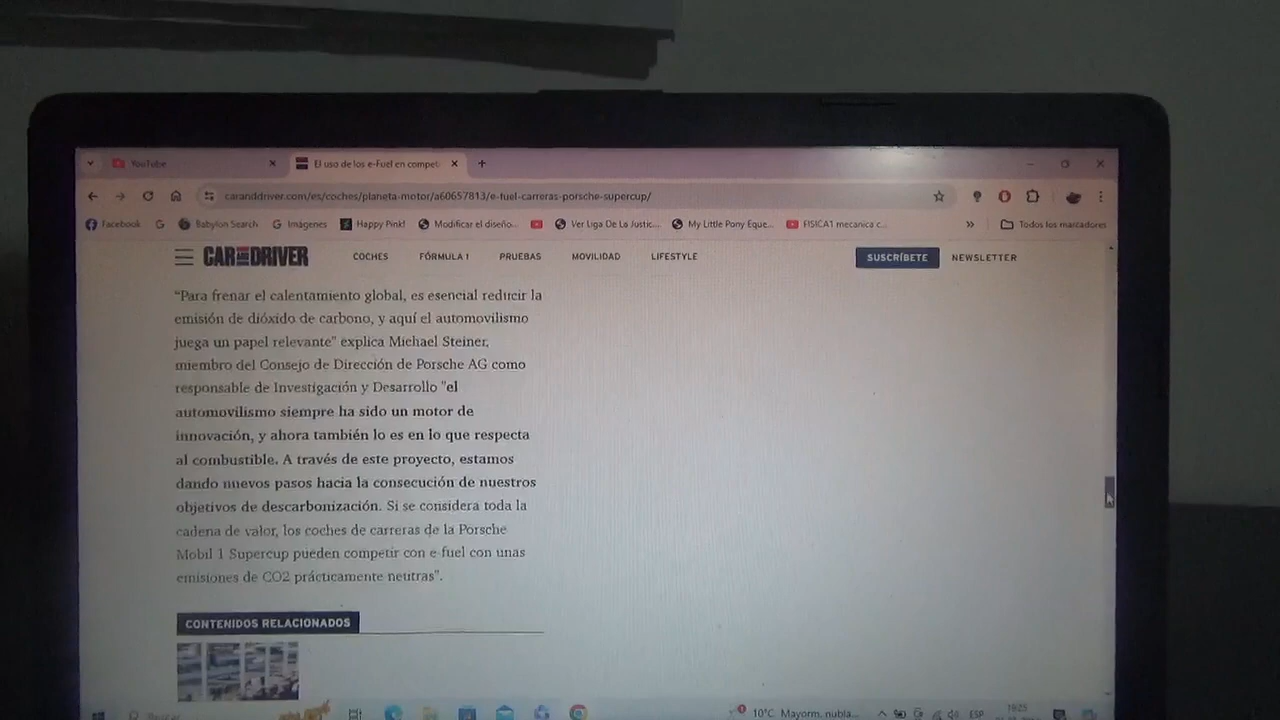 YouTube
El uso de los e-Fuel en compet
caranddriver.com/es/coches/planeta-motor/a60657813/e-fuel-carreras-porsche-supercup/
Facebook
Babylon Search
Imágenes
Happy Pink!
Modificar el diseño...
Ver Liga De La Justic...
My Little Pony Eque...
FISICA1 mecanica c...
»
Todos los marcadores
CAR AND DRIVER
COCHES
FÓRMULA 1
PRUEBAS
MOVILIDAD
LIFESTYLE
SUSCRÍBETE
NEWSLETTER
“Para frenar el calentamiento global, es esencial reducir la
emisión de dióxido de carbono, y aquí el automovilismo
juega un papel relevante" explica Michael Steiner,
miembro del Consejo de Dirección de Porsche AG como
responsable de Investigación y Desarrollo "el
automovilismo siempre ha sido un motor de
innovación, y ahora también lo es en lo que respecta
al combustible. A través de este proyecto, estamos
dando nuevos pasos hacia la consecución de nuestros
objetivos de descarbonización. Si se considera toda la
cadena de valor, los coches de carreras de la Porsche
Mobil 1 Supercup pueden competir con e-fuel con unas
emisiones de CO2 prácticamente neutras".
CONTENIDOS RELACIONADOS
10°C Mayorm. nubla...
ESP
19:25